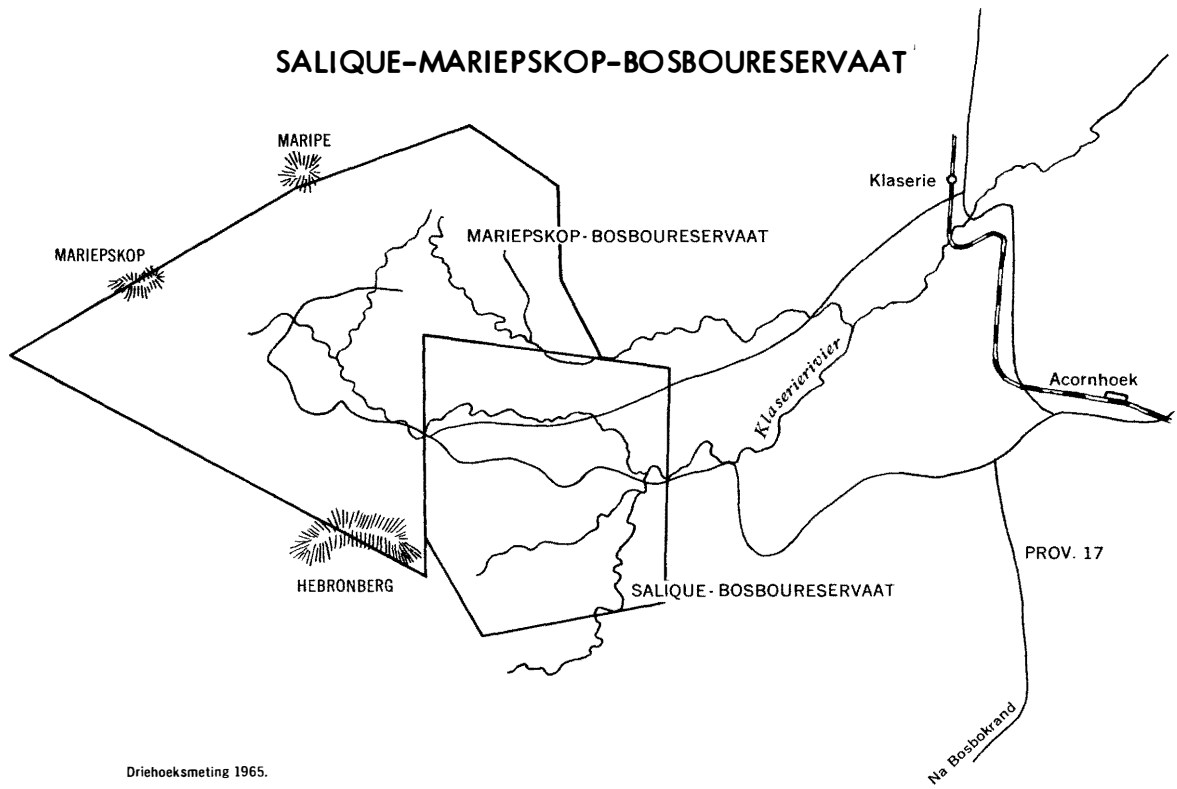 SALIQUE-MARIEPSKOP-BOSBOURESERVAAT
MARIPE
Klaserie
MARIEPSKOP-BOSBOURESERVAAT
MARIEPSKOP
Klaserierivier
Acornhoek
PROV. 17
HEBRONBERG
SALIQUE-BOSBOURESERVAAT
Na Bosbokrand
Driehoeksmeting 1965.